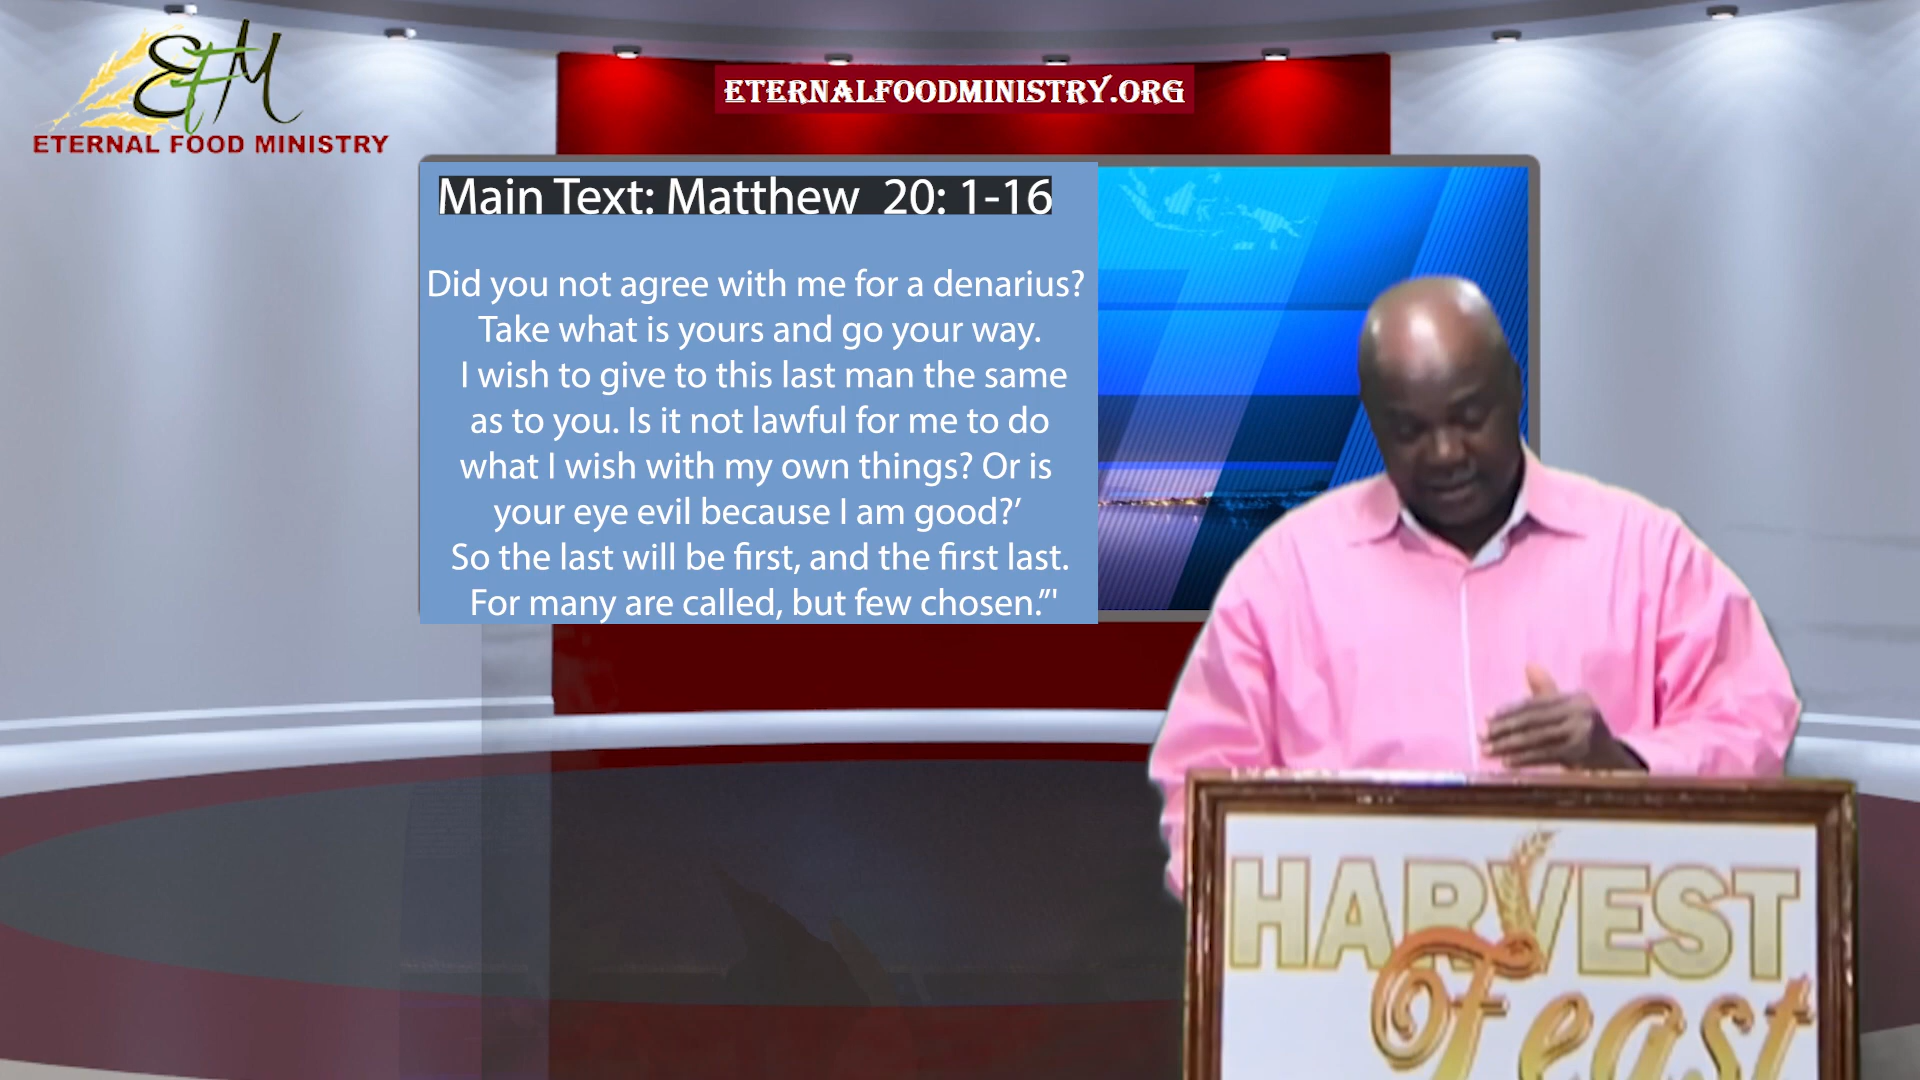 EFM
ETERNAL FOOD MINISTRY
ETERNALFOODMINISTRY.ORG
Main Text: Matthew  20: 1-16
Did you not agree with me for a denarius?
Take what is yours and go your way.
I wish to give to this last man the same
as to you. Is it not lawful for me to do
what I wish with my own things? Or is
your eye evil because I am good?’
So the last will be first, and the first last.
For many are called, but few chosen.”'
HARVEST
Feast